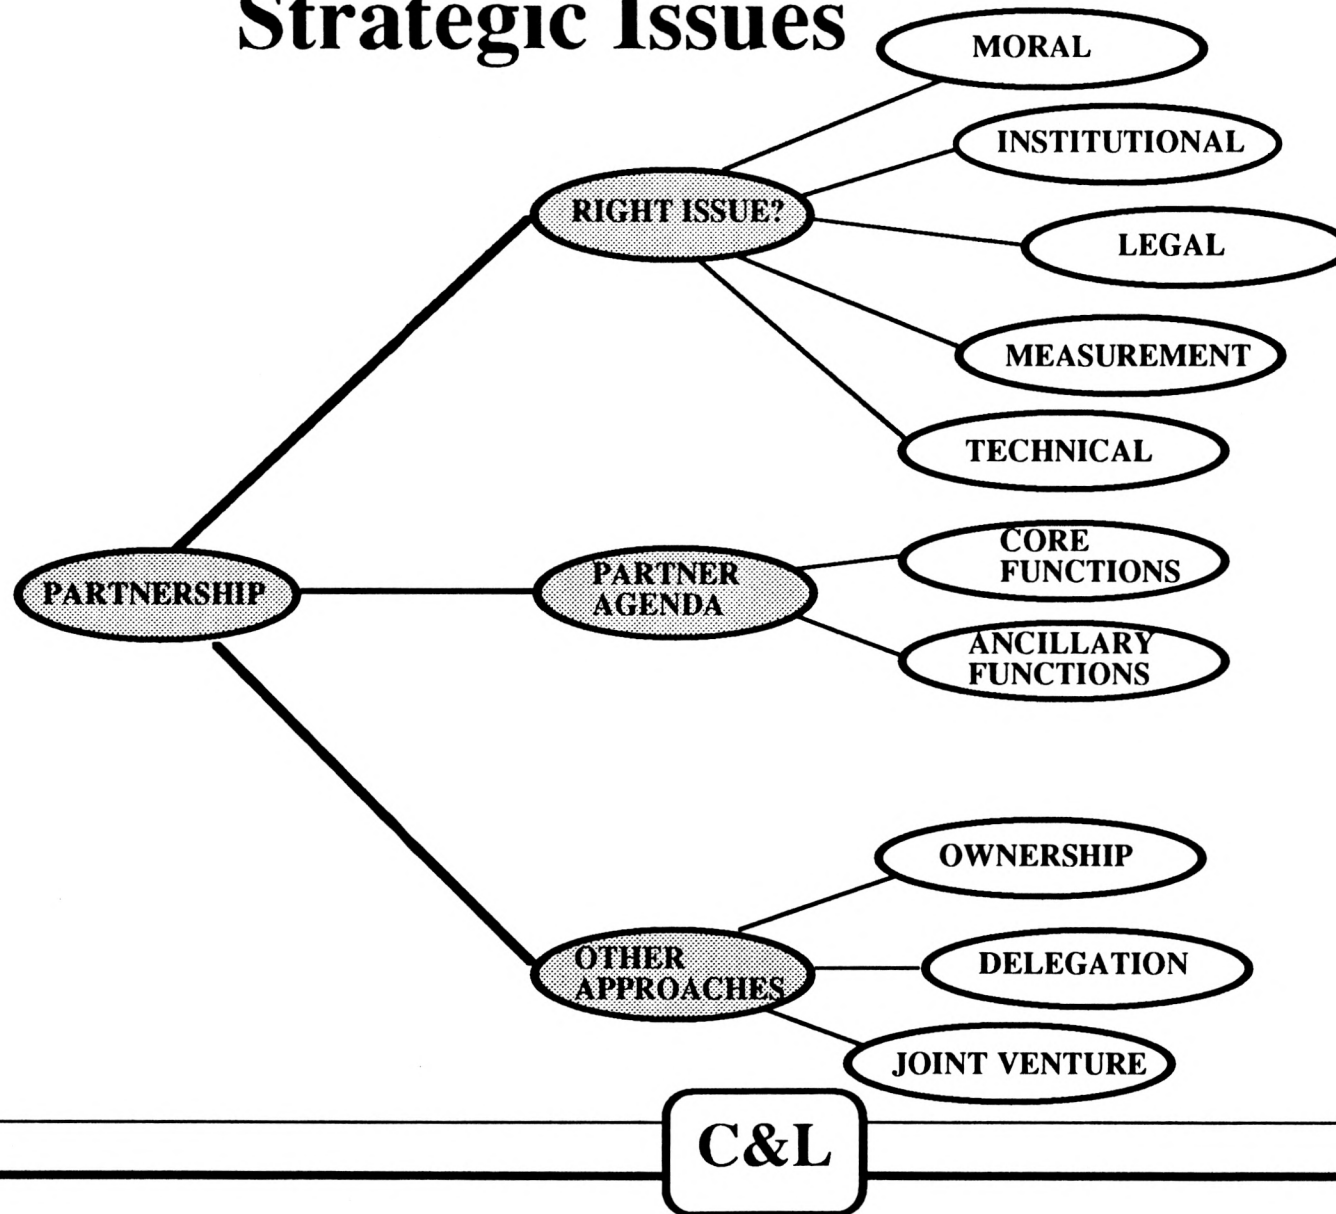 Strategic Issues
MORAL
INSTITUTIONAL
RIGHT ISSUE?
LEGAL
MEASUREMENT
TECHNICAL
PARTNERSHIP
PARTNER
AGENDA
CORE
FUNCTIONS
ANCILLARY
FUNCTIONS
OTHER
APPROACHES
OWNERSHIP
DELEGATION
JOINT VENTURE
C&L